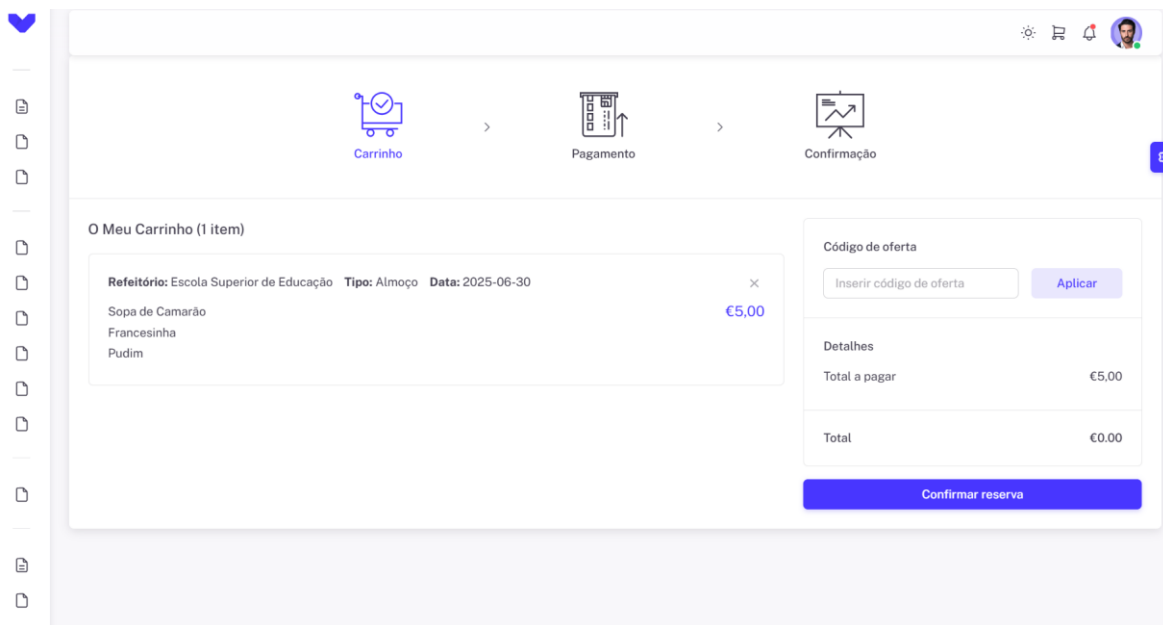 Carrinho
Pagamento
Confirmação
O Meu Carrinho (1 item)
Refeitório: Escola Superior de Educação Tipo: Almoço Data: 2025-06-30
Sopa de Camarão
€5,00
Francesinha
Pudim
Código de oferta
Inserir código de oferta
Aplicar
Detalhes
Total a pagar €5,00
Total €0.00
Confirmar reserva